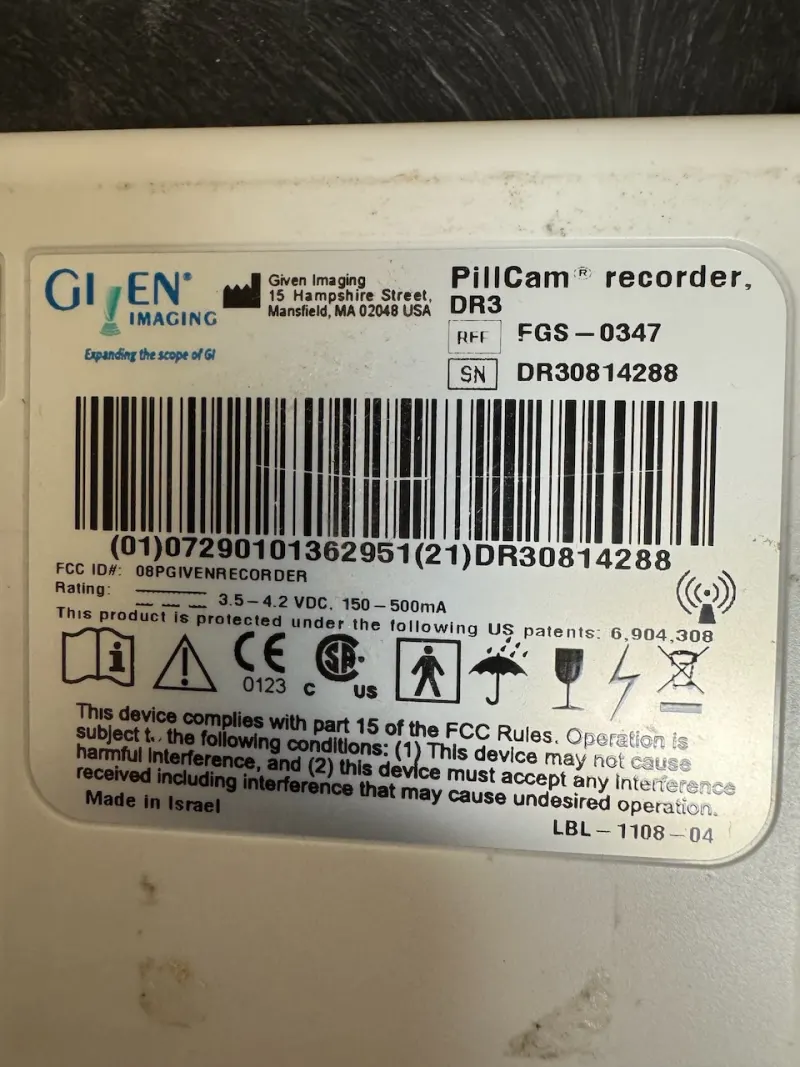 GIVEN®
IMAGING
Expanding the scope of GI
Given Imaging
15 Hampshire Street,
Mansfield, MA 02048 USA
PillCam® recorder,
DR3
REF FGS-0347
SN DR30814288
(01)07290101362951(21)DR30814288
FCC ID#: 08PGIVENRECORDER
Rating: 3.5-4.2 VDC. 150-500mA
This product is protected under the following US patents: 6,904,308
i
CE
0123
C SA® US
This device complies with part 15 of the FCC Rules. Operation is
subject t. the following conditions: (1) This device may not cause
harmful Interference, and (2) this device must accept any interference
received including interference that may cause undesired operation.
Made in Israel
LBL-1108-04